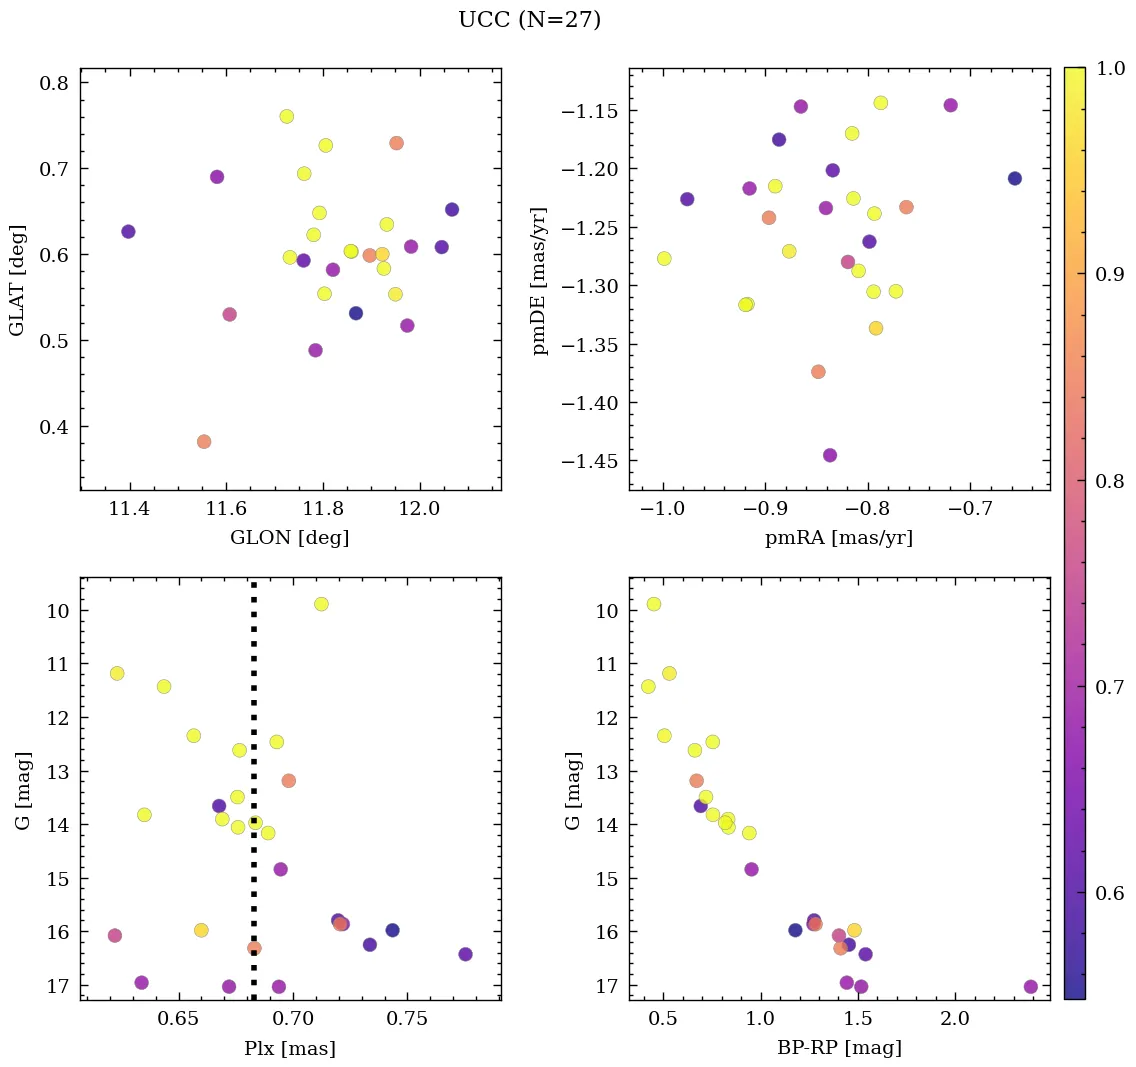 UCC (N=27)
0.8
0.7
0.6
0.5
0.4
GLAT [deg]
11.4 11.6 11.8 12.0
GLON [deg]
−1.15
−1.20
−1.25
−1.30
−1.35
−1.40
−1.45
pmDE [mas/yr]
−1.0 −0.9 −0.8 −0.7
pmRA [mas/yr]
1.0
0.9
0.8
0.7
0.6
10
11
12
13
14
15
16
17
G [mag]
0.65 0.70 0.75
Plx [mas]
10
11
12
13
14
15
16
17
G [mag]
0.5 1.0 1.5 2.0
BP-RP [mag]